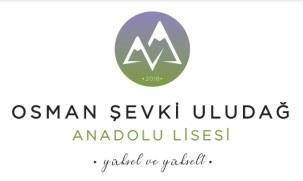 •2018•
OSMAN ŞEVKİ ULUDAĞ
ANADOLU LİSESİ
• yüksel ve yükselt •